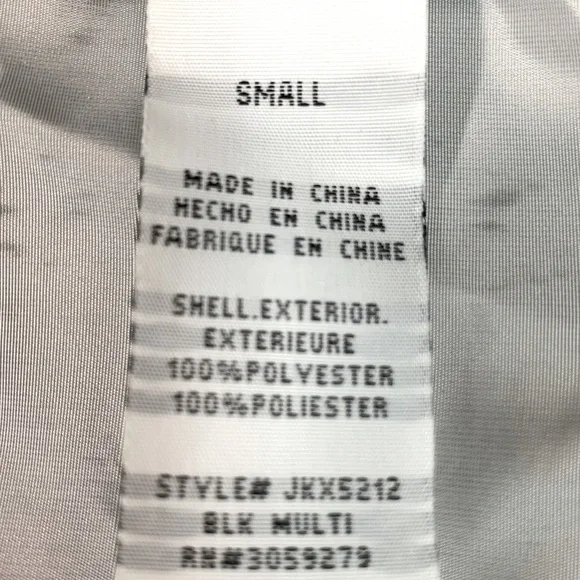 SMALL
MADE IN CHINA
HECHO EN CHINA
FABRIQUE EN CHINE
SHELL.EXTERIOR.
EXTERIEURE
100%POLYESTER
100%POLIESTER
STYLE# JKX5212
BLK MULTI
RN#3059279